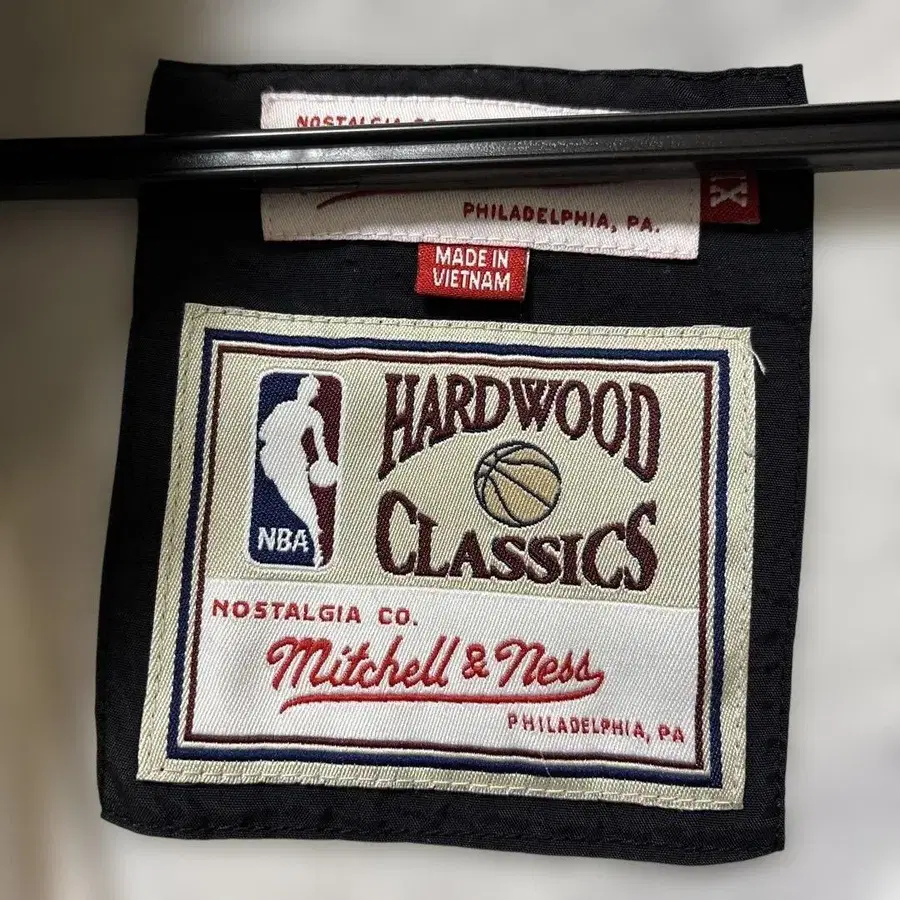 NOSTALGIA CO.
PHILADELPHIA, PA.
MADE IN
VIETNAM
NBA
HARDWOOD
CLASSICS
NOSTALGIA CO.
Mitchell & Ness
PHILADELPHIA, PA